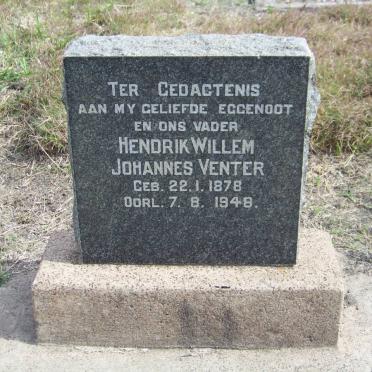 TER GEDAGTENIS
AAN MY GELIEFDE EGGENOOT
EN ONS VADER
HENDRIK WILLEM
JOHANNES VENTER
GEB. 22.1.1878
OORL. 7.8.1949.